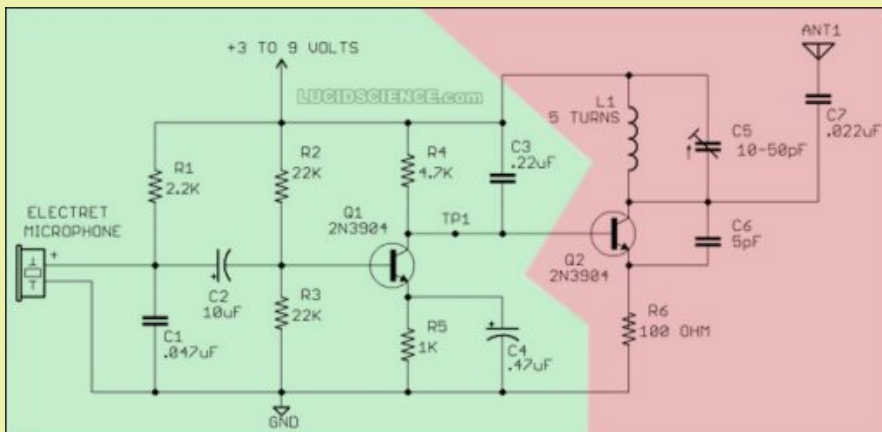 +3 TO 9 VOLTS
LUCIDSCIENCE.com
ANT1
L1
5 TURNS
C7
.022uF
C5
10-50pF
R1
2.2K
R2
22K
R4
4.7K
C3
.22uF
ELECTRET
MICROPHONE
+
Q1
2N3904
TP1
C6
5pF
Q2
2N3904
C2
10uF
+
R3
22K
R6
100 OHM
C1
.047uF
R5
1K
+
C4
.47uF
GND